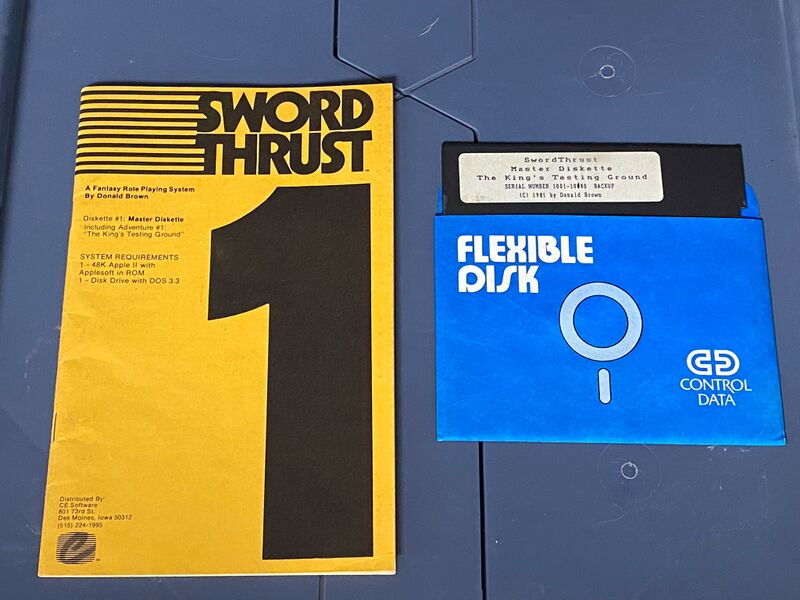 SWORD
THRUST™
A Fantasy Role Playing System
By Donald Brown
Diskette #1: Master Diskette
Including Adventure #1:
"The King's Testing Ground"
SYSTEM REQUIREMENTS
1 - 48K Apple II with
Applesoft in ROM
1 - Disk Drive with DOS 3.3
1
Distributed By:
CE Software
801 73rd St.
Des Moines, Iowa 50312
(515) 224-1995
SwordThrust
Master Diskette
The King's Testing Ground
SERIAL NUMBER 1001-10080 BACKUP
(C) 1981 by Donald Brown
FLEXIBLE
DISK
CONTROL
DATA